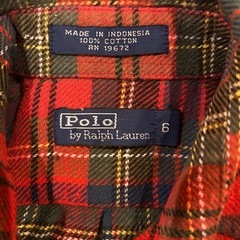 MADE IN INDONESIA
100% COTTON
RN 19672
Polo
by Ralph Lauren
6